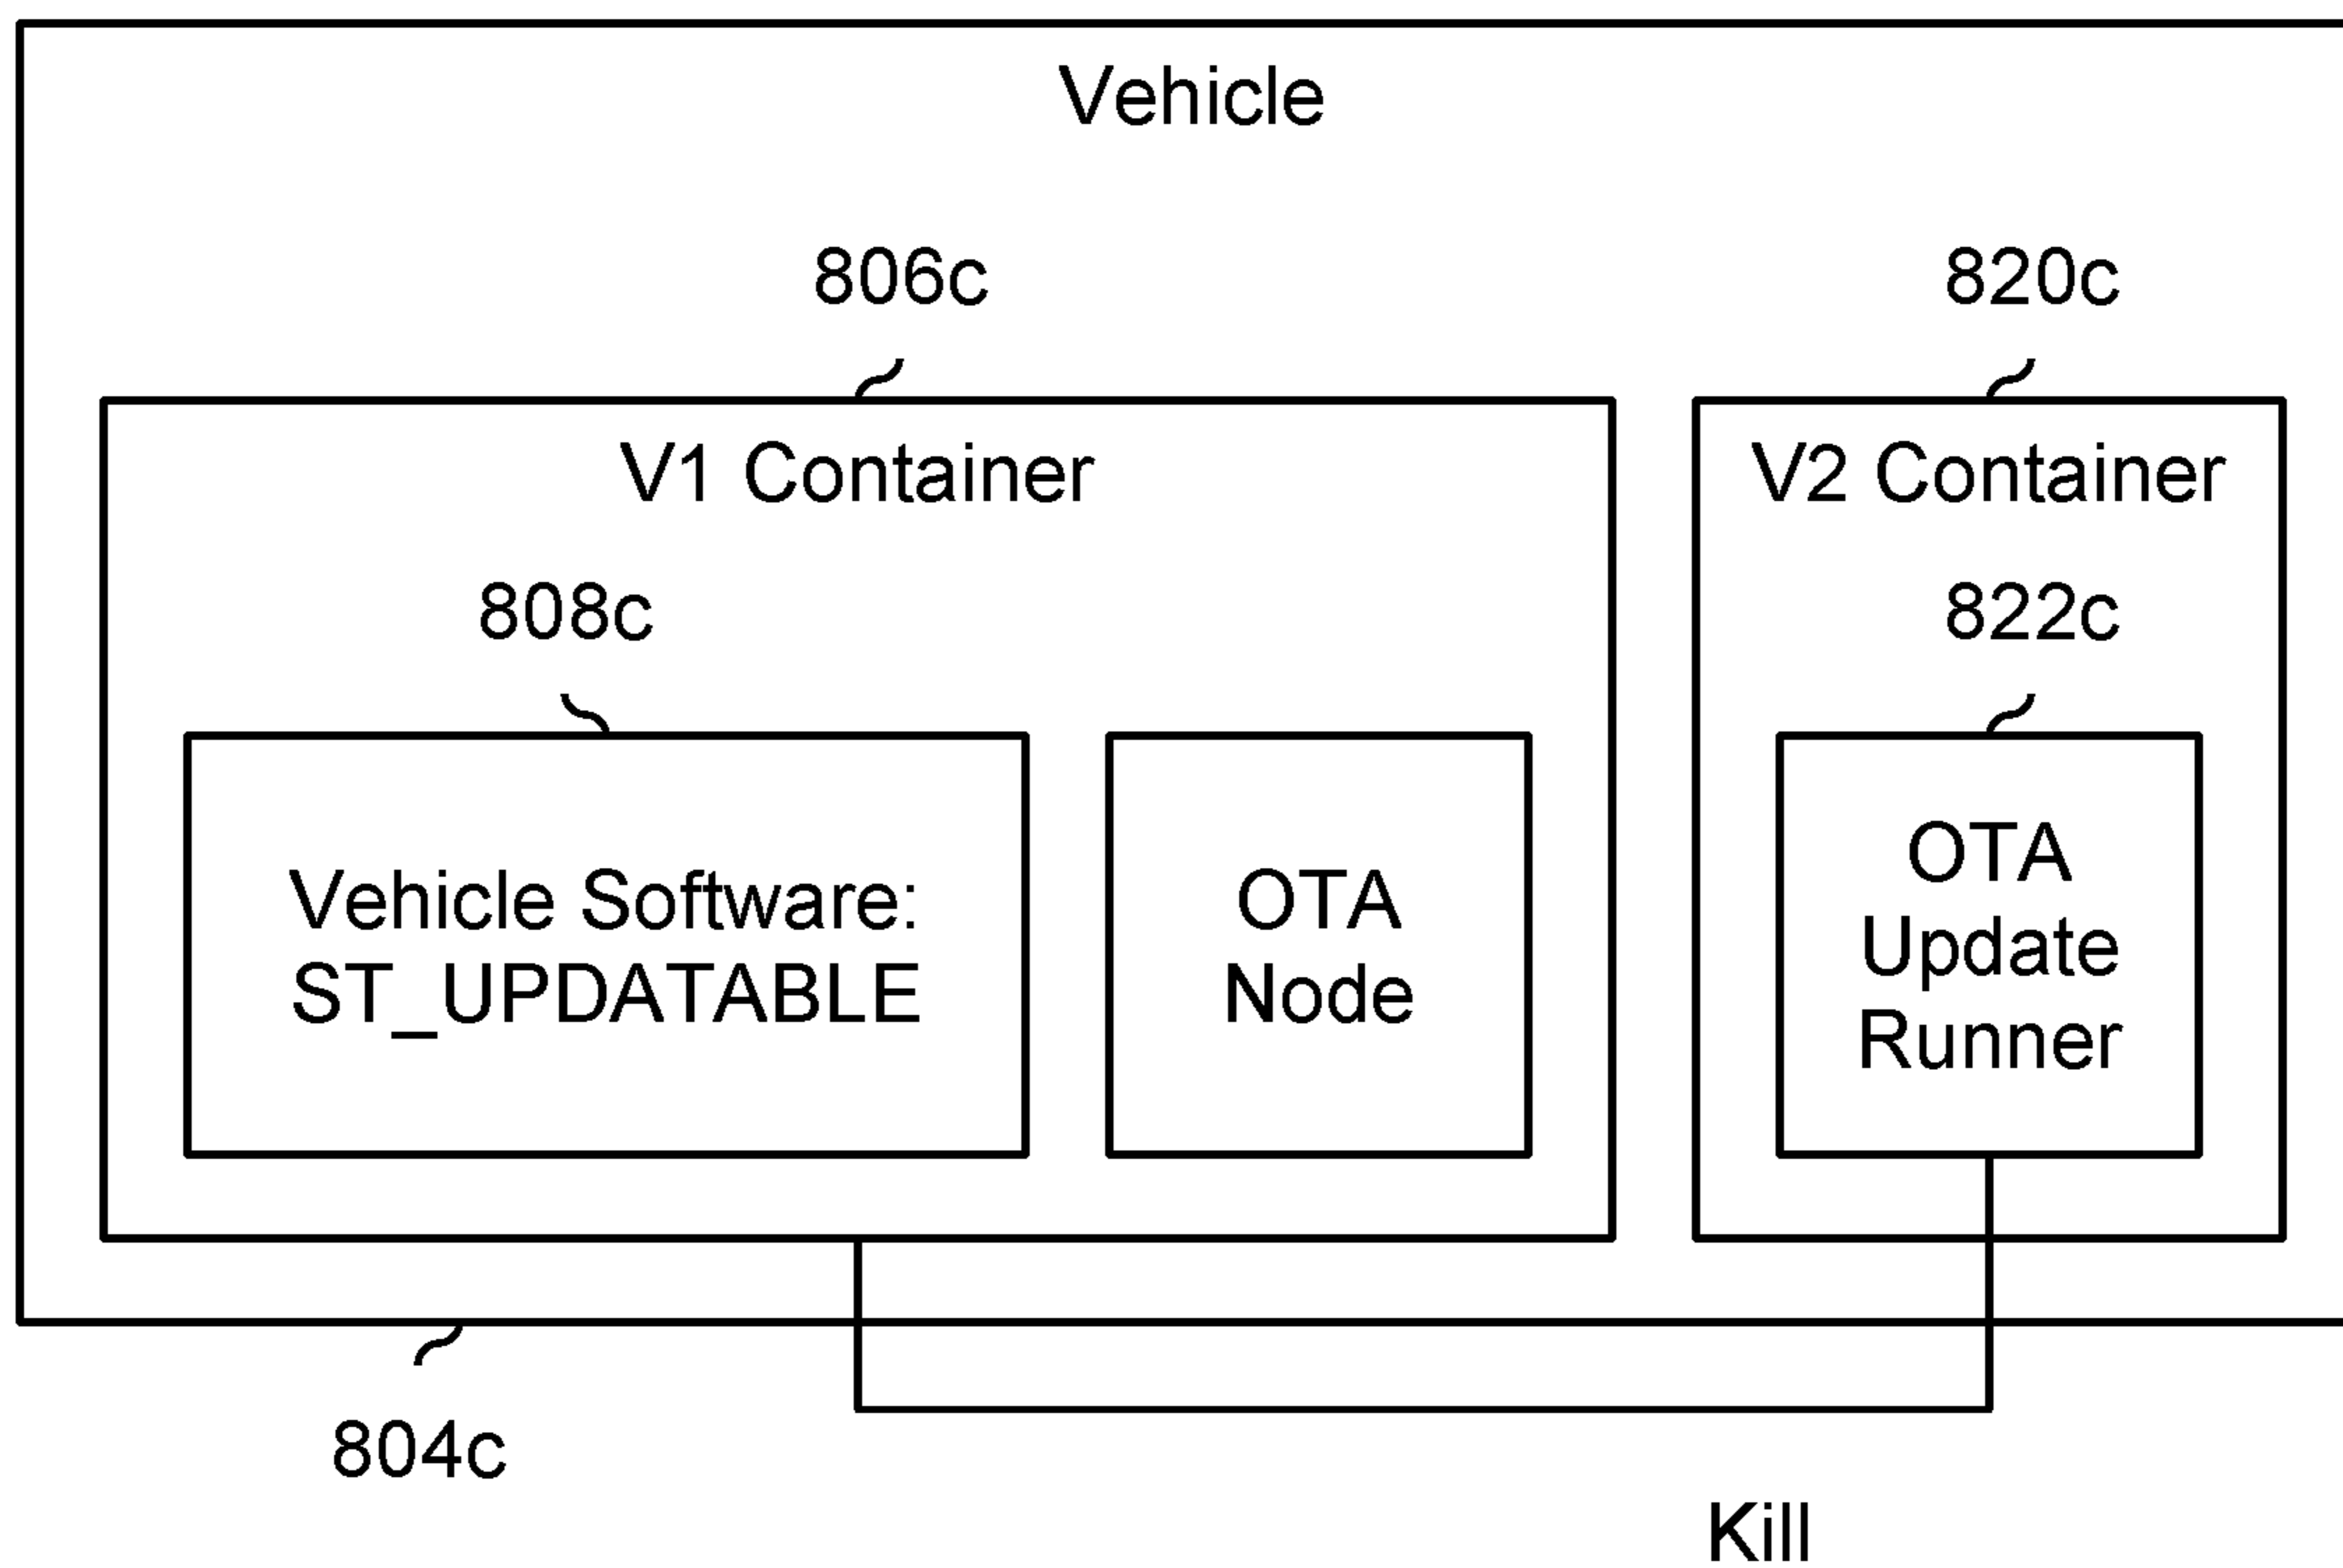 Vehicle
806c
820c
V1 Container
V2 Container
808c
822c
Vehicle Software:
ST_UPDATABLE
OTA
Node
OTA
Update
Runner
804c
Kill